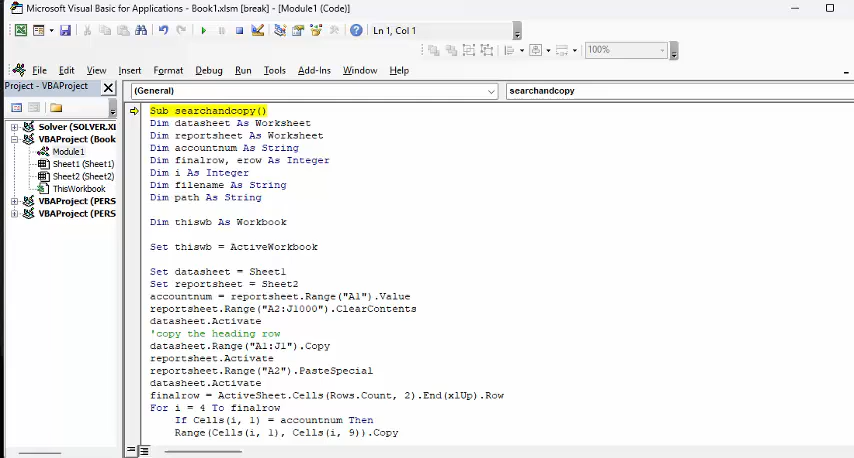 Microsoft Visual Basic for Applications - Book1.xlsm [break] - [Module1 (Code)]
Ln 1, Col 1
100%
File Edit View Insert Format Debug Run Tools Add-Ins Window Help
Project - VBAProject
(General)
searchandcopy
Solver (SOLVER.XL
VBAProject (Book
Module1
Sheet1 (Sheet1)
Sheet2 (Sheet2)
ThisWorkbook
VBAProject (PERS
VBAProject (PERS
Sub searchandcopy()
Dim datasheet As Worksheet
Dim reportsheet As Worksheet
Dim accountnum As String
Dim finalrow, erow As Integer
Dim i As Integer
Dim filename As String
Dim path As String
Dim thiswb As Workbook
Set thiswb = ActiveWorkbook
Set datasheet = Sheet1
Set reportsheet = Sheet2
accountnum = reportsheet.Range("A1").Value
reportsheet.Range("A2:J1000").ClearContents
datasheet.Activate
'copy the heading row
datasheet.Range("A1:J1").Copy
reportsheet.Activate
reportsheet.Range("A2").PasteSpecial
datasheet.Activate
finalrow = ActiveSheet.Cells(Rows.Count, 2).End(xlUp).Row
For i = 4 To finalrow
If Cells(i, 1) = accountnum Then
Range(Cells(i, 1), Cells(i, 9)).Copy